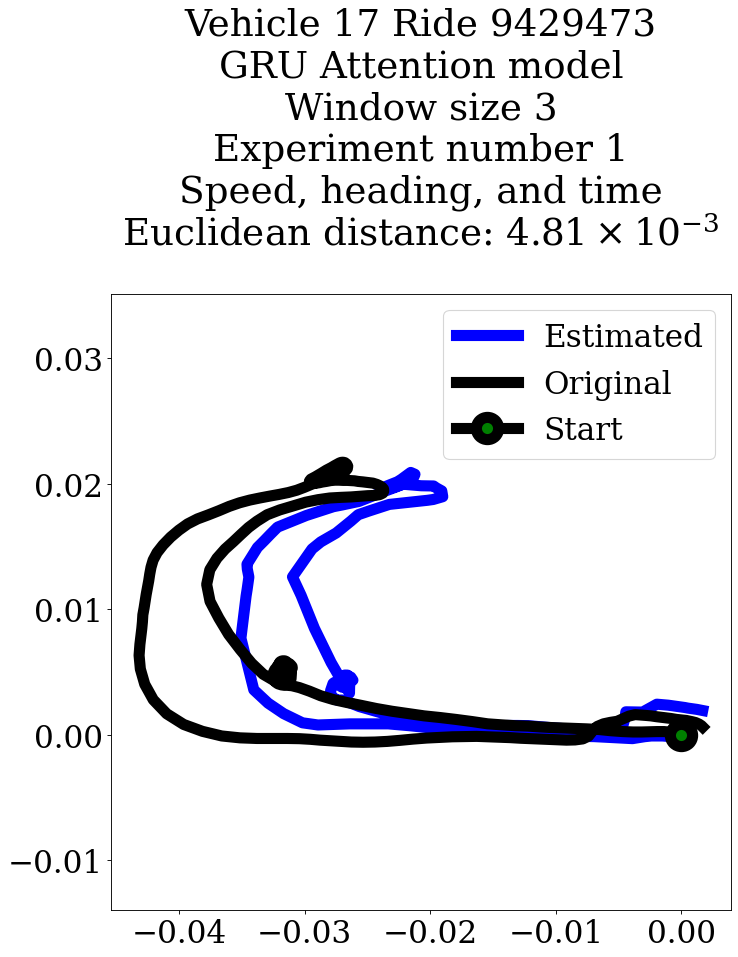 Vehicle 17 Ride 9429473
GRU Attention model
Window size 3
Experiment number 1
Speed, heading, and time
Euclidean distance: 4.81 × 10⁻³
Estimated
Original
Start
0.03
0.02
0.01
0.00
−0.01
−0.04 −0.03 −0.02 −0.01 0.00